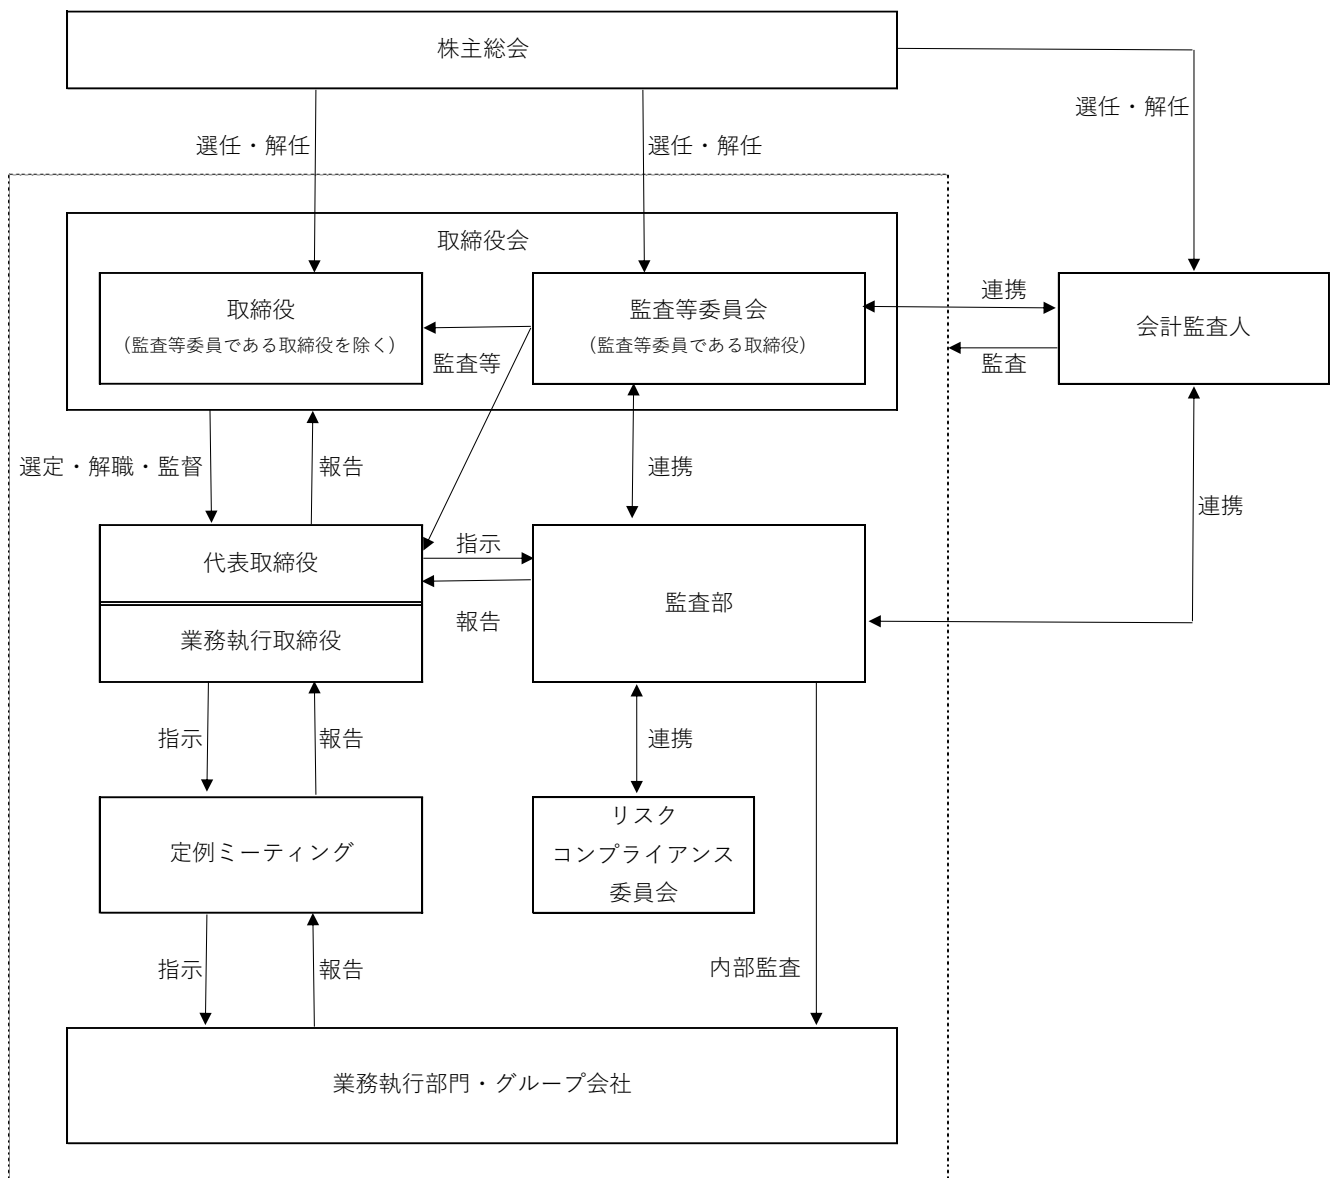 株主総会
選任・解任
選任・解任
選任・解任
取締役会
取締役
(監査等委員である取締役を除く)
監査等委員会
(監査等委員である取締役)
監査等
連携
監査
会計監査人
選定・解職・監督
報告
連携
連携
代表取締役
業務執行取締役
指示
報告
監査部
指示
報告
連携
定例ミーティング
リスク
コンプライアンス
委員会
指示
報告
内部監査
業務執行部門・グループ会社